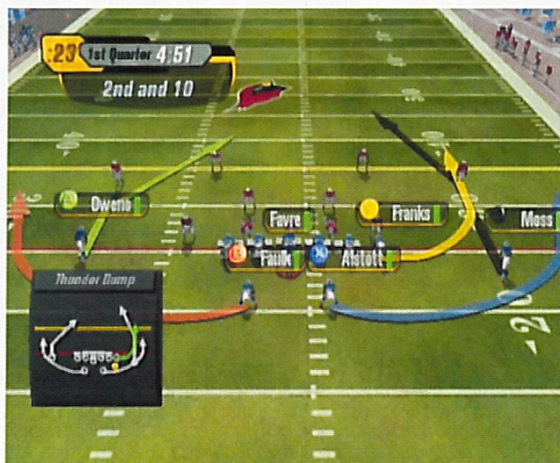 :23
1st Quarter 4:51
2nd and 10
Owens
Favre
Franks
Moss
Faulk
Alstott
Thunder Dump